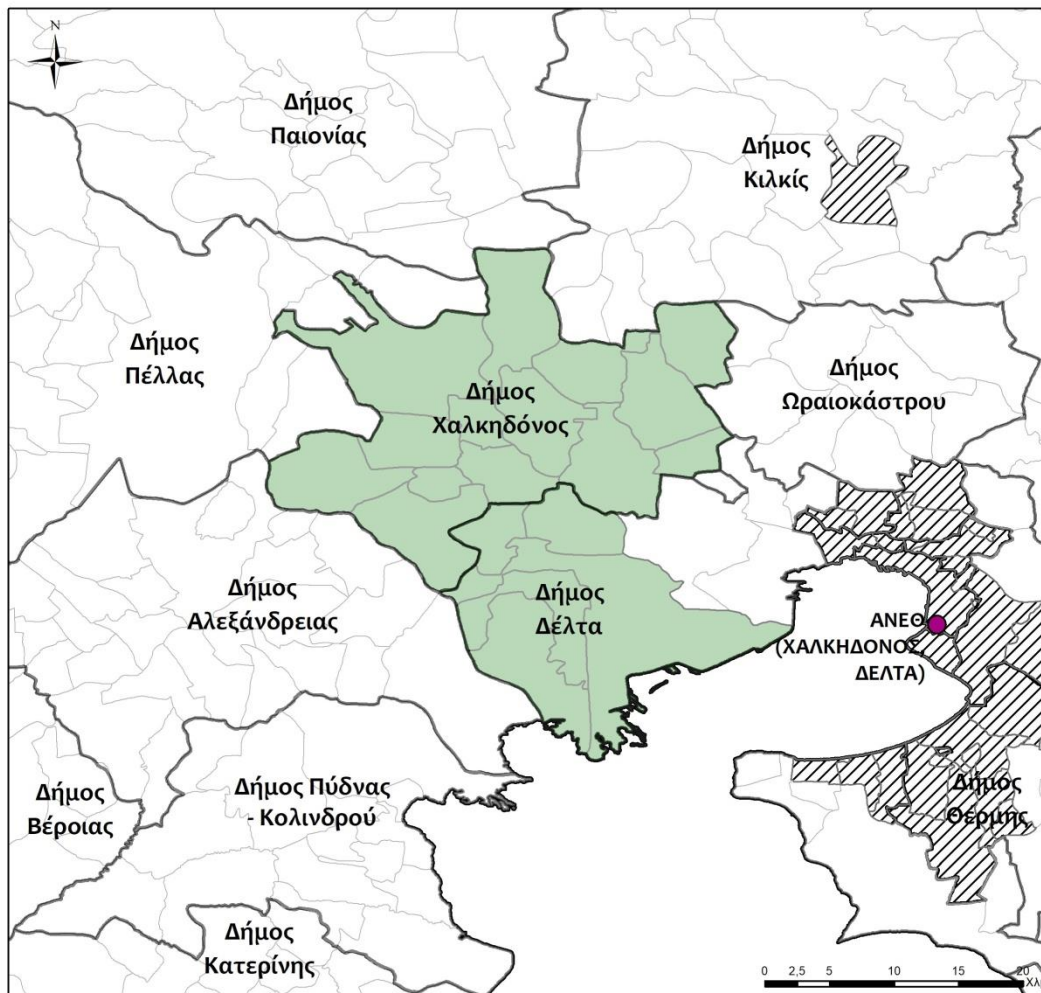 N
Δήμος
Παιονίας
Δήμος
Κιλκίς
Δήμος
Πέλλας
Δήμος
Χαλκηδόνος
Δήμος
Ωραιοκάστρου
Δήμος
Αλεξάνδρειας
Δήμος
Δέλτα
ΑΝΕΘ
(ΧΑΛΚΗΔΟΝΟΣ,
ΔΕΛΤΑ)
Δήμος
Βέροιας
Δήμος Πύδνας
- Κολινδρού
Δήμος
Θέρμης
Δήμος
Κατερίνης
0 2,5 5 10 15 20
Χλμ